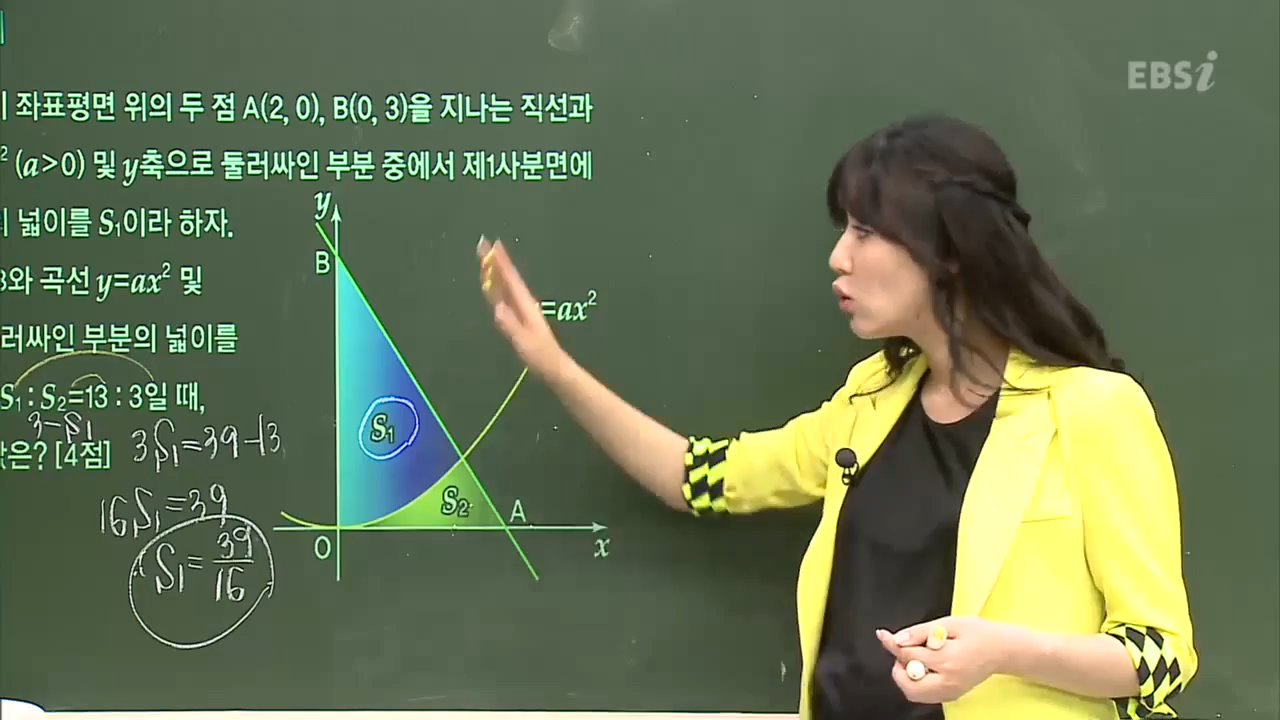 EBSi
좌표평면 위의 두 점 A(2, 0), B(0, 3)을 지나는 직선과
² (a>0) 및 y축으로 둘러싸인 부분 중에서 제1사분면에
넓이를 S₁이라 하자.
B와 곡선 y=ax² 및
러싸인 부분의 넓이를
S₁ : S₂=13 : 3일 때,
3-S₁
은? [4점]
3S₁=39-13
16S₁=39
S₁=39/16
y
B
=ax²
S₁
S₂
A
O
x